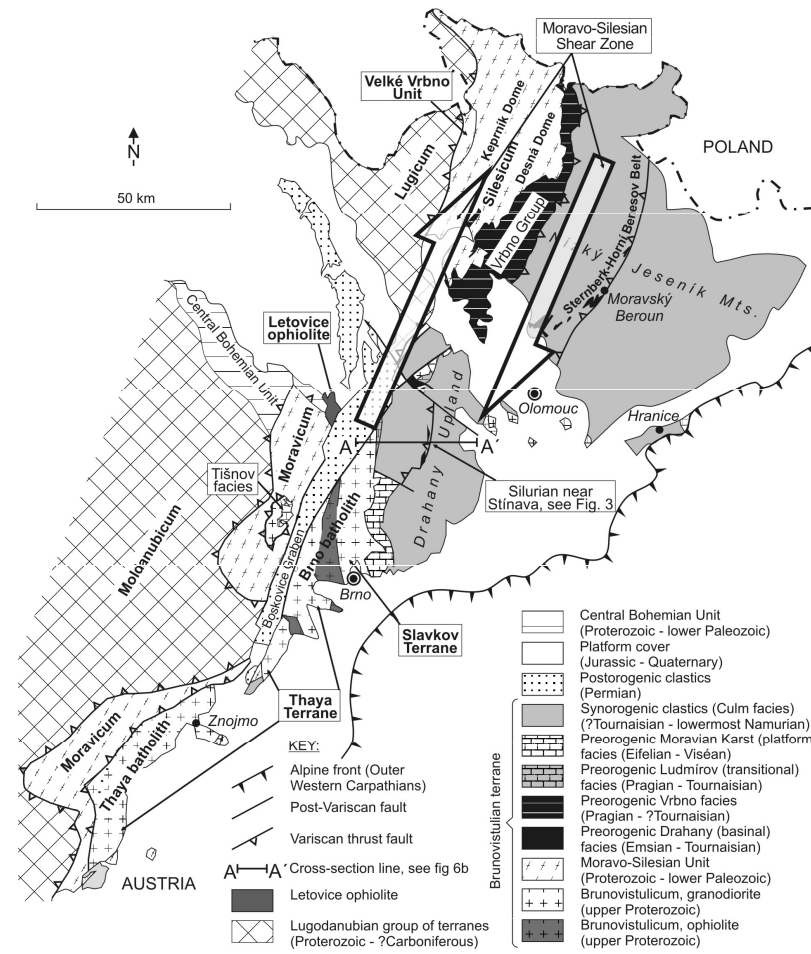 Moravo-Silesian
Shear Zone
Velké Vrbno
Unit
POLAND
N
50 km
Keprník Dome
Silesicum
Desná Dome
Lugicum
Vrbno Group
Nízký Jeseník Mts.
Šternberk-Horní Benešov Belt
Moravský
Beroun
Central Bohemian Unit
Letovice
ophiolite
Olomouc
Hranice
Moravicum
A
A´
Drahany Upland
Tišnov
facies
Silurian near
Stínava, see Fig. 3
Moldanubicum
Boskovice Graben
Brno batholith
Brno
Slavkov
Terrane
Thaya
Terrane
Znojmo
Moravicum
Thaya batholith
AUSTRIA
KEY:
Alpine front (Outer
Western Carpathians)
Post-Variscan fault
Variscan thrust fault
A A´ Cross-section line, see fig 6b
Letovice ophiolite
Lugodanubian group of terranes
(Proterozoic - ?Carboniferous)
Central Bohemian Unit
(Proterozoic - lower Paleozoic)
Platform cover
(Jurassic - Quaternary)
Postorogenic clastics
(Permian)
Brunovistulian terrane
Synorogenic clastics (Culm facies)
(?Tournaisian - lowermost Namurian)
Preorogenic Moravian Karst (platform
facies (Eifelian - Viséan)
Preorogenic Ludmírov (transitional)
facies (Pragian - Tournaisian)
Preorogenic Vrbno facies
(Pragian - ?Tournaisian)
Preorogenic Drahany (basinal)
facies (Emsian - Tournaisian)
Moravo-Silesian Unit
(Proterozoic - lower Paleozoic)
Brunovistulicum, granodiorite
(upper Proterozoic)
Brunovistulicum, ophiolite
(upper Proterozoic)